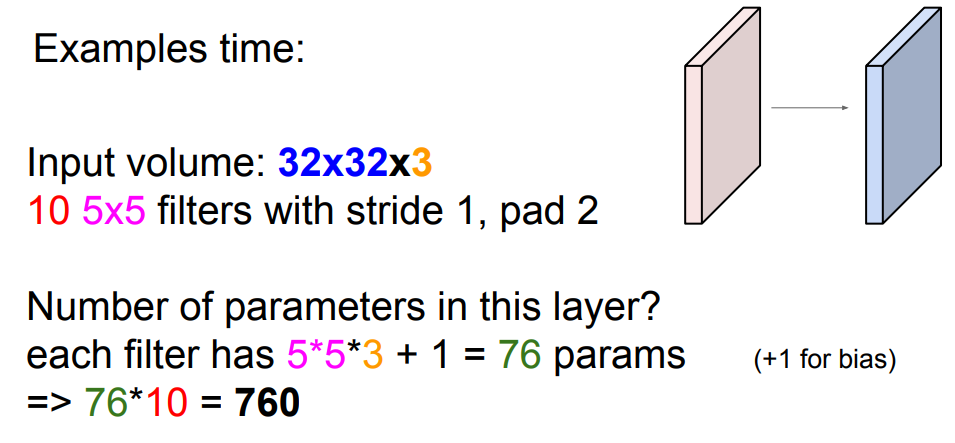 Examples time:
Input volume: 32x32x3
10 5x5 filters with stride 1, pad 2
Number of parameters in this layer?
each filter has 5*5*3 + 1 = 76 params (+1 for bias)
=> 76*10 = 760